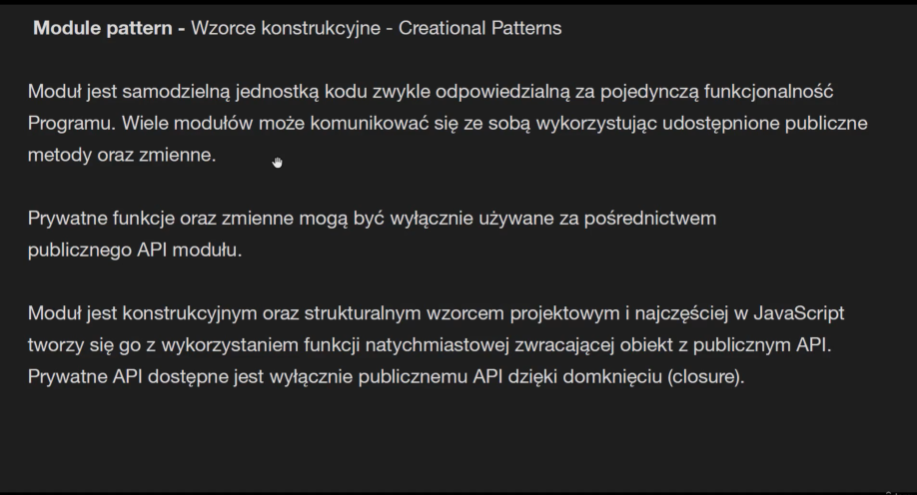 Module pattern - Wzorce konstrukcyjne - Creational Patterns
Moduł jest samodzielną jednostką kodu zwykle odpowiedzialną za pojedynczą funkcjonalność
Programu. Wiele modułów może komunikować się ze sobą wykorzystując udostępnione publiczne
metody oraz zmienne.
Prywatne funkcje oraz zmienne mogą być wyłącznie używane za pośrednictwem
publicznego API modułu.
Moduł jest konstrukcyjnym oraz strukturalnym wzorcem projektowym i najczęściej w JavaScript
tworzy się go z wykorzystaniem funkcji natychmiastowej zwracającej obiekt z publicznym API.
Prywatne API dostępne jest wyłącznie publicznemu API dzięki domknięciu (closure).